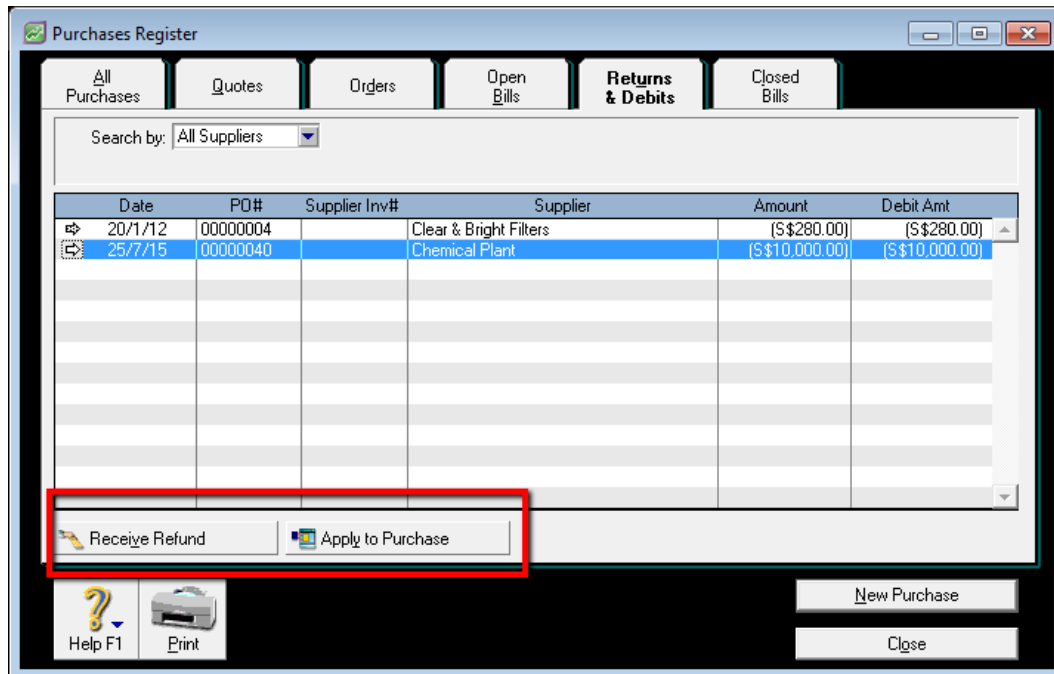 Purchases Register
All Purchases
Quotes
Orders
Open Bills
Returns & Debits
Closed Bills
Search by: All Suppliers
Date PO# Supplier Inv# Supplier Amount Debit Amt
20/1/12 00000004 Clear & Bright Filters (S$280.00) (S$280.00)
25/7/15 00000040 Chemical Plant (S$10,000.00) (S$10,000.00)
Receive Refund Apply to Purchase
New Purchase
Help F1 Print Close